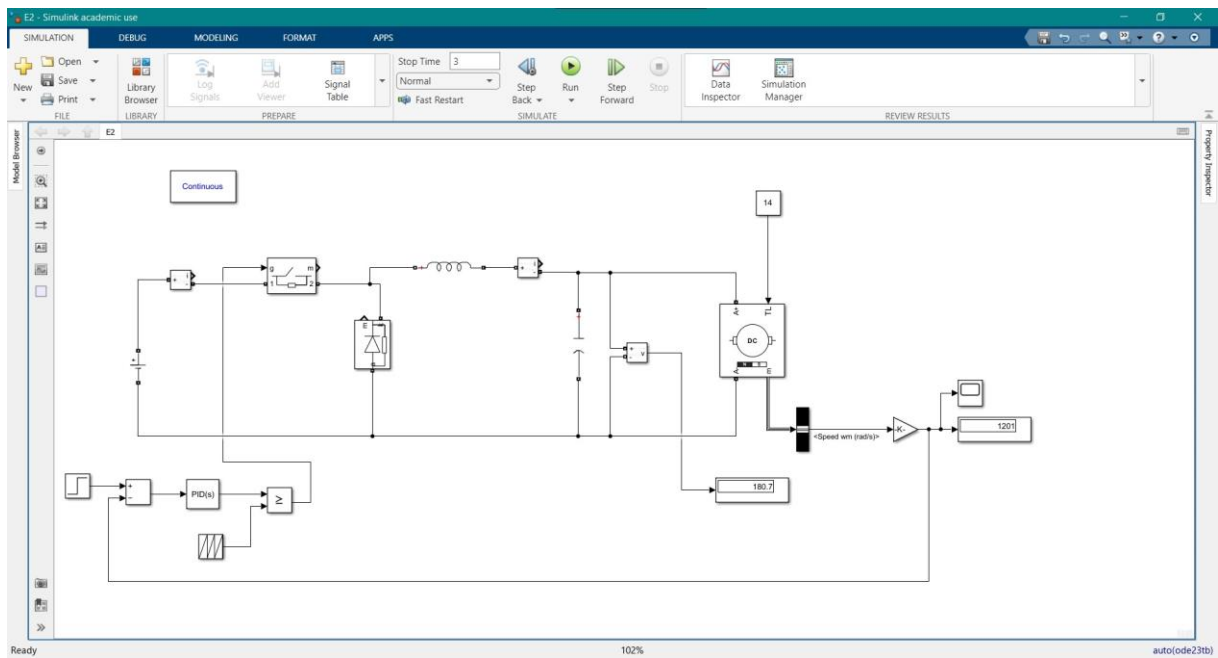 E2 - Simulink academic use
SIMULATION DEBUG MODELING FORMAT APPS
New
Open
Save
Print
FILE
Library Browser
LIBRARY
Log Signals
Add Viewer
Signal Table
PREPARE
Stop Time 3
Normal
Fast Restart
Step Back
Run
Step Forward
Stop
SIMULATE
Data Inspector
Simulation Manager
REVIEW RESULTS
Model Browser
E2
Property Inspector
Continuous
14
g m
1 2
+ i
-
+ i
-
E
A+ TL
DC
E
+ v
-
<Speed wm (rad/s)>
-K-
1201
180.7
+
−
PID(s)
≥
Ready
102%
auto(ode23tb)